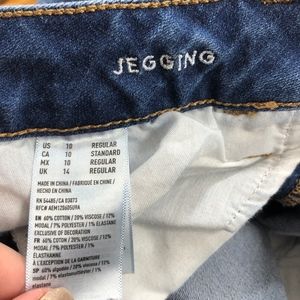 JEGGING
US 10 REGULAR
CA 10 STANDARD
MX 10 REGULAR
UK 14 REGULAR
MADE IN CHINA / FABRIQUÉ EN CHINE /
HECHO EN CHINA
RN 54485/CA 03873
RFC# AEM128605U9A
EN 60% COTTON / 20% VISCOSE / 12%
MODAL / 7% POLYESTER / 1% ELASTANE
EXCLUSIVE OF DECORATION
FR 60% COTON / 20% VISCOSE / 12%
MODAL / 7% POLYESTER / 1%
ÉLASTHANNE
À L'EXCEPTION DE LA GARNITURE
SP 60% algodón / 20% viscosa / 12%
modal / 7% poliéster / 1%
elastano